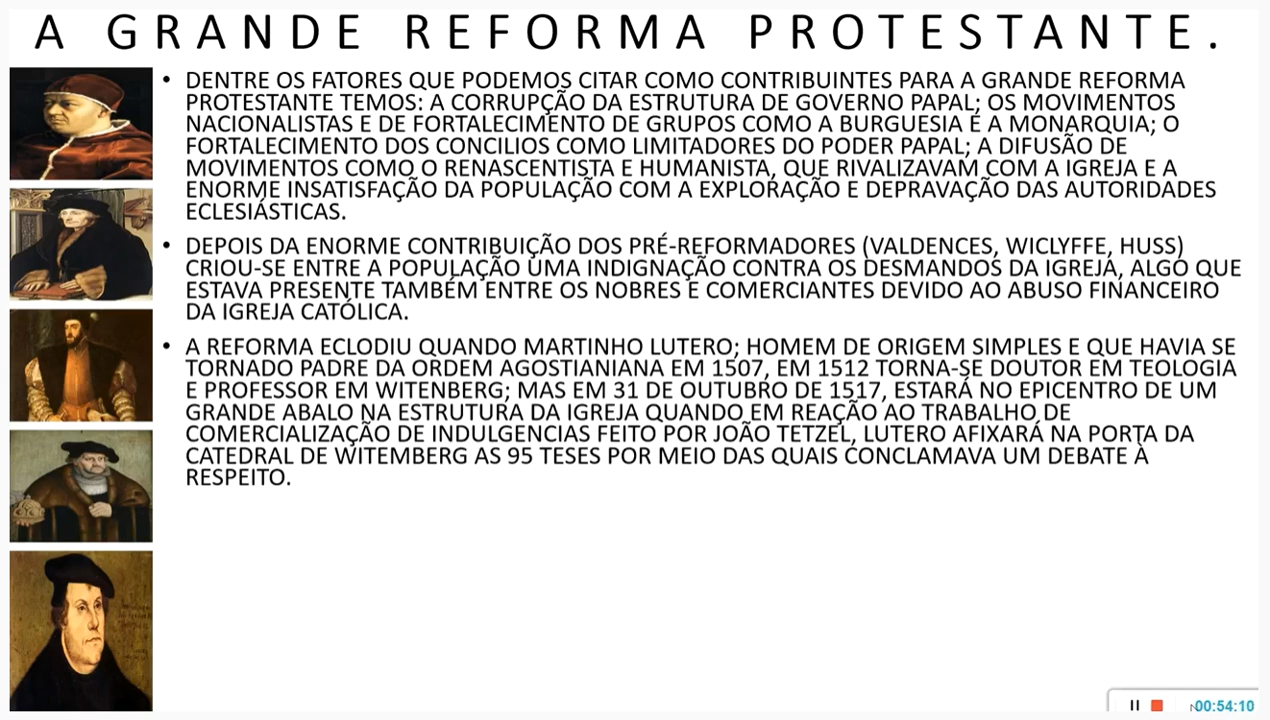 A GRANDE REFORMA PROTESTANTE.
• DENTRE OS FATORES QUE PODEMOS CITAR COMO CONTRIBUINTES PARA A GRANDE REFORMA
PROTESTANTE TEMOS: A CORRUPÇÃO DA ESTRUTURA DE GOVERNO PAPAL; OS MOVIMENTOS
NACIONALISTAS E DE FORTALECIMENTO DE GRUPOS COMO A BURGUESIA E A MONARQUIA; O
FORTALECIMENTO DOS CONCILIOS COMO LIMITADORES DO PODER PAPAL; A DIFUSÃO DE
MOVIMENTOS COMO O RENASCENTISTA E HUMANISTA, QUE RIVALIZAVAM COM A IGREJA E A
ENORME INSATISFAÇÃO DA POPULAÇÃO COM A EXPLORAÇÃO E DEPRAVAÇÃO DAS AUTORIDADES
ECLESIÁSTICAS.
• DEPOIS DA ENORME CONTRIBUIÇÃO DOS PRÉ-REFORMADORES (VALDENCES, WICLYFFE, HUSS)
CRIOU-SE ENTRE A POPULAÇÃO UMA INDIGNAÇÃO CONTRA OS DESMANDOS DA IGREJA, ALGO QUE
ESTAVA PRESENTE TAMBÉM ENTRE OS NOBRES E COMERCIANTES DEVIDO AO ABUSO FINANCEIRO
DA IGREJA CATÓLICA.
• A REFORMA ECLODIU QUANDO MARTINHO LUTERO; HOMEM DE ORIGEM SIMPLES E QUE HAVIA SE
TORNADO PADRE DA ORDEM AGOSTIANIANA EM 1507, EM 1512 TORNA-SE DOUTOR EM TEOLOGIA
E PROFESSOR EM WITENBERG; MAS EM 31 DE OUTUBRO DE 1517, ESTARÁ NO EPICENTRO DE UM
GRANDE ABALO NA ESTRUTURA DA IGREJA QUANDO EM REAÇÃO AO TRABALHO DE
COMERCIALIZAÇÃO DE INDULGENCIAS FEITO POR JOÃO TETZEL, LUTERO AFIXARÁ NA PORTA DA
CATEDRAL DE WITEMBERG AS 95 TESES POR MEIO DAS QUAIS CONCLAMAVA UM DEBATE À
RESPEITO.
00:54:10